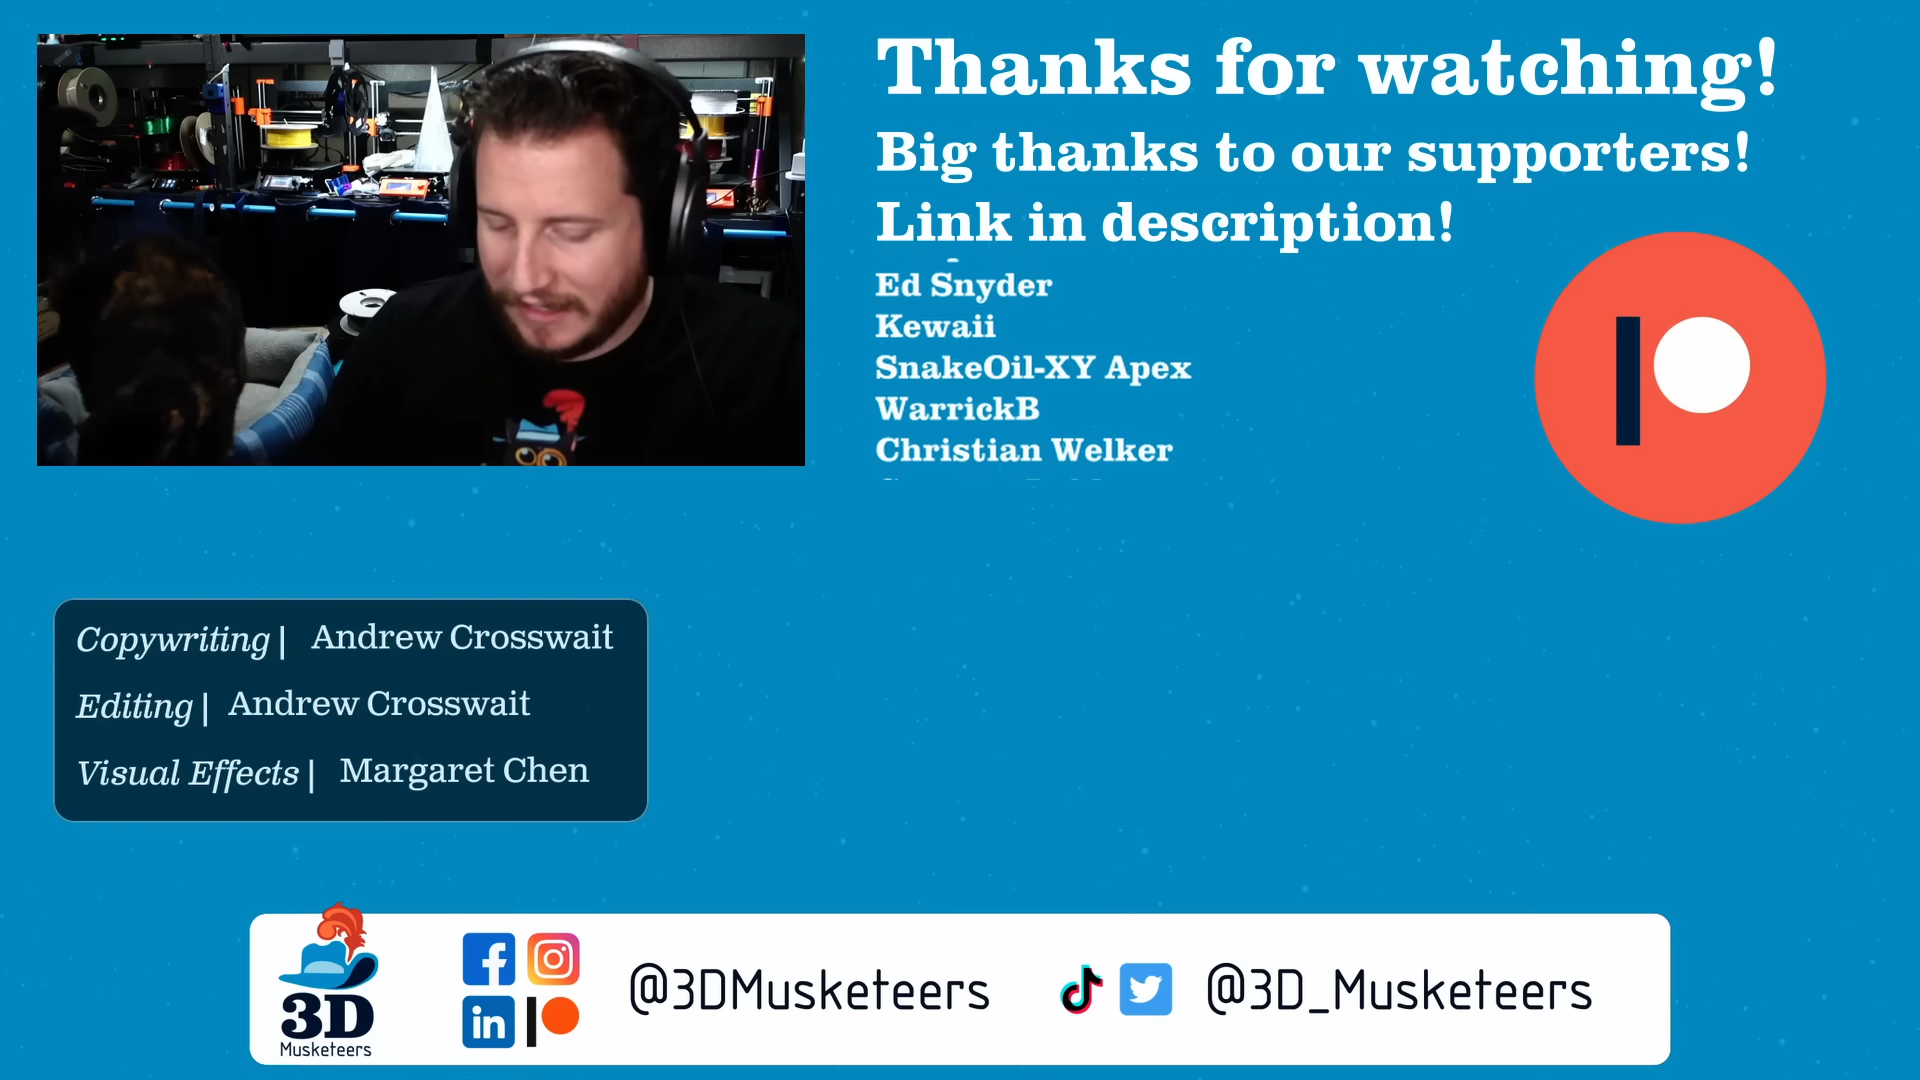 Thanks for watching!
Big thanks to our supporters!
Link in description!
Ed Snyder
Kewaii
SnakeOil-XY Apex
WarrickB
Christian Welker
Copywriting | Andrew Crosswait
Editing | Andrew Crosswait
Visual Effects | Margaret Chen
3D
Musketeers
@3DMusketeers
@3D_Musketeers